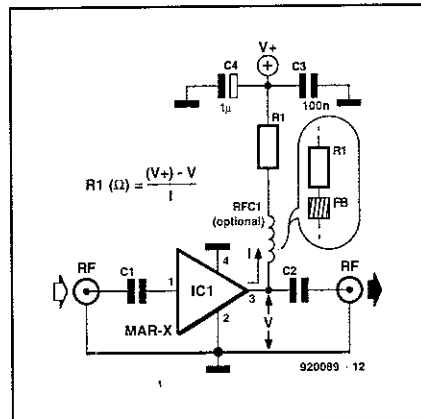 V+
C4
C3
1µ
100n
R1
R1 (Ω) = (V+) - V / I
R1
FB
RFC1
(optional)
RF
C1
1
IC1
4
I
3
C2
RF
MAR-X
2
V
920089 - 12
1